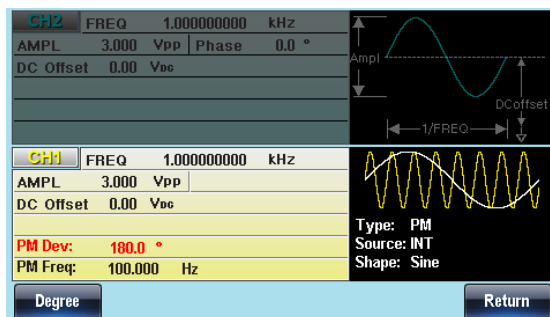 CH2 FREQ 1.000000000 kHz
AMPL 3.000 Vpp Phase 0.0 °
DC Offset 0.00 VDC
Ampl
DCoffset
1/FREQ
CH1 FREQ 1.000000000 kHz
AMPL 3.000 Vpp
DC Offset 0.00 VDC
PM Dev: 180.0 °
PM Freq: 100.000 Hz
Type: PM
Source: INT
Shape: Sine
Degree Return